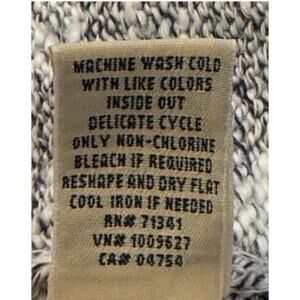 MACHINE WASH COLD
WITH LIKE COLORS
INSIDE OUT
DELICATE CYCLE
ONLY NON-CHLORINE
BLEACH IF REQUIRED
RESHAPE AND DRY FLAT
COOL IRON IF NEEDED
RN# 71341
VN# 1009627
CA# 04754